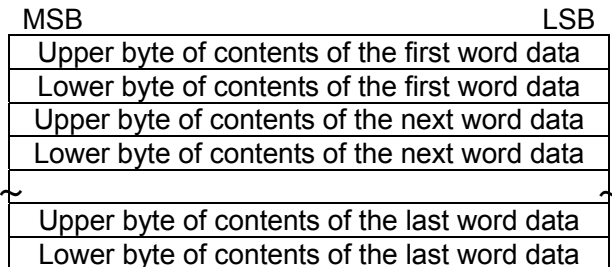 MSB LSB
Upper byte of contents of the first word data
Lower byte of contents of the first word data
Upper byte of contents of the next word data
Lower byte of contents of the next word data
~ ~
Upper byte of contents of the last word data
Lower byte of contents of the last word data